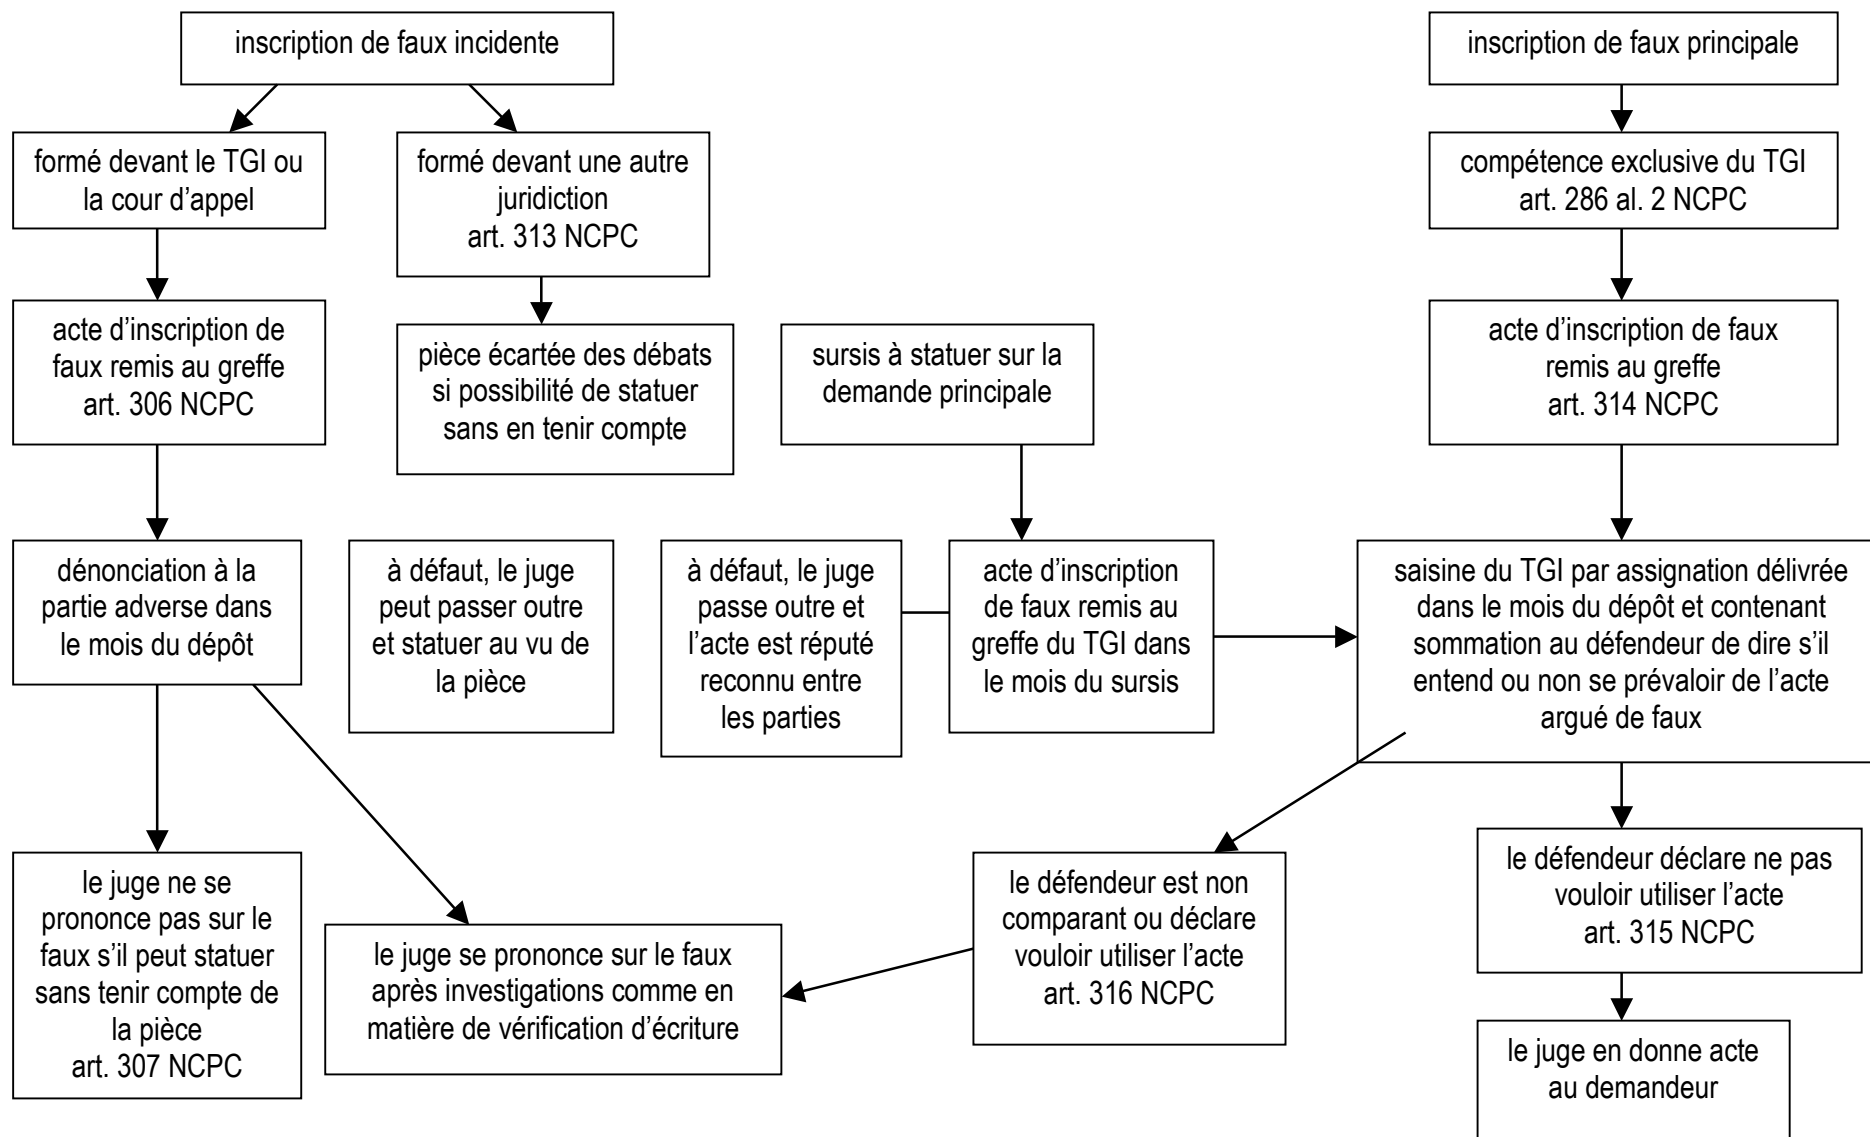 inscription de faux incidente
inscription de faux principale
formé devant le TGI ou
la cour d’appel
formé devant une autre
juridiction
art. 313 NCPC
compétence exclusive du TGI
art. 286 al. 2 NCPC
acte d’inscription de
faux remis au greffe
art. 306 NCPC
pièce écartée des débats
si possibilité de statuer
sans en tenir compte
sursis à statuer sur la
demande principale
acte d’inscription de faux
remis au greffe
art. 314 NCPC
dénonciation à la
partie adverse dans
le mois du dépôt
à défaut, le juge
peut passer outre
et statuer au vu de
la pièce
à défaut, le juge
passe outre et
l’acte est réputé
reconnu entre
les parties
acte d’inscription
de faux remis au
greffe du TGI dans
le mois du sursis
saisine du TGI par assignation délivrée
dans le mois du dépôt et contenant
sommation au défendeur de dire s’il
entend ou non se prévaloir de l’acte
argué de faux
le juge ne se
prononce pas sur le
faux s’il peut statuer
sans tenir compte de
la pièce
art. 307 NCPC
le juge se prononce sur le faux
après investigations comme en
matière de vérification d’écriture
le défendeur est non
comparant ou déclare
vouloir utiliser l’acte
art. 316 NCPC
le défendeur déclare ne pas
vouloir utiliser l’acte
art. 315 NCPC
le juge en donne acte
au demandeur